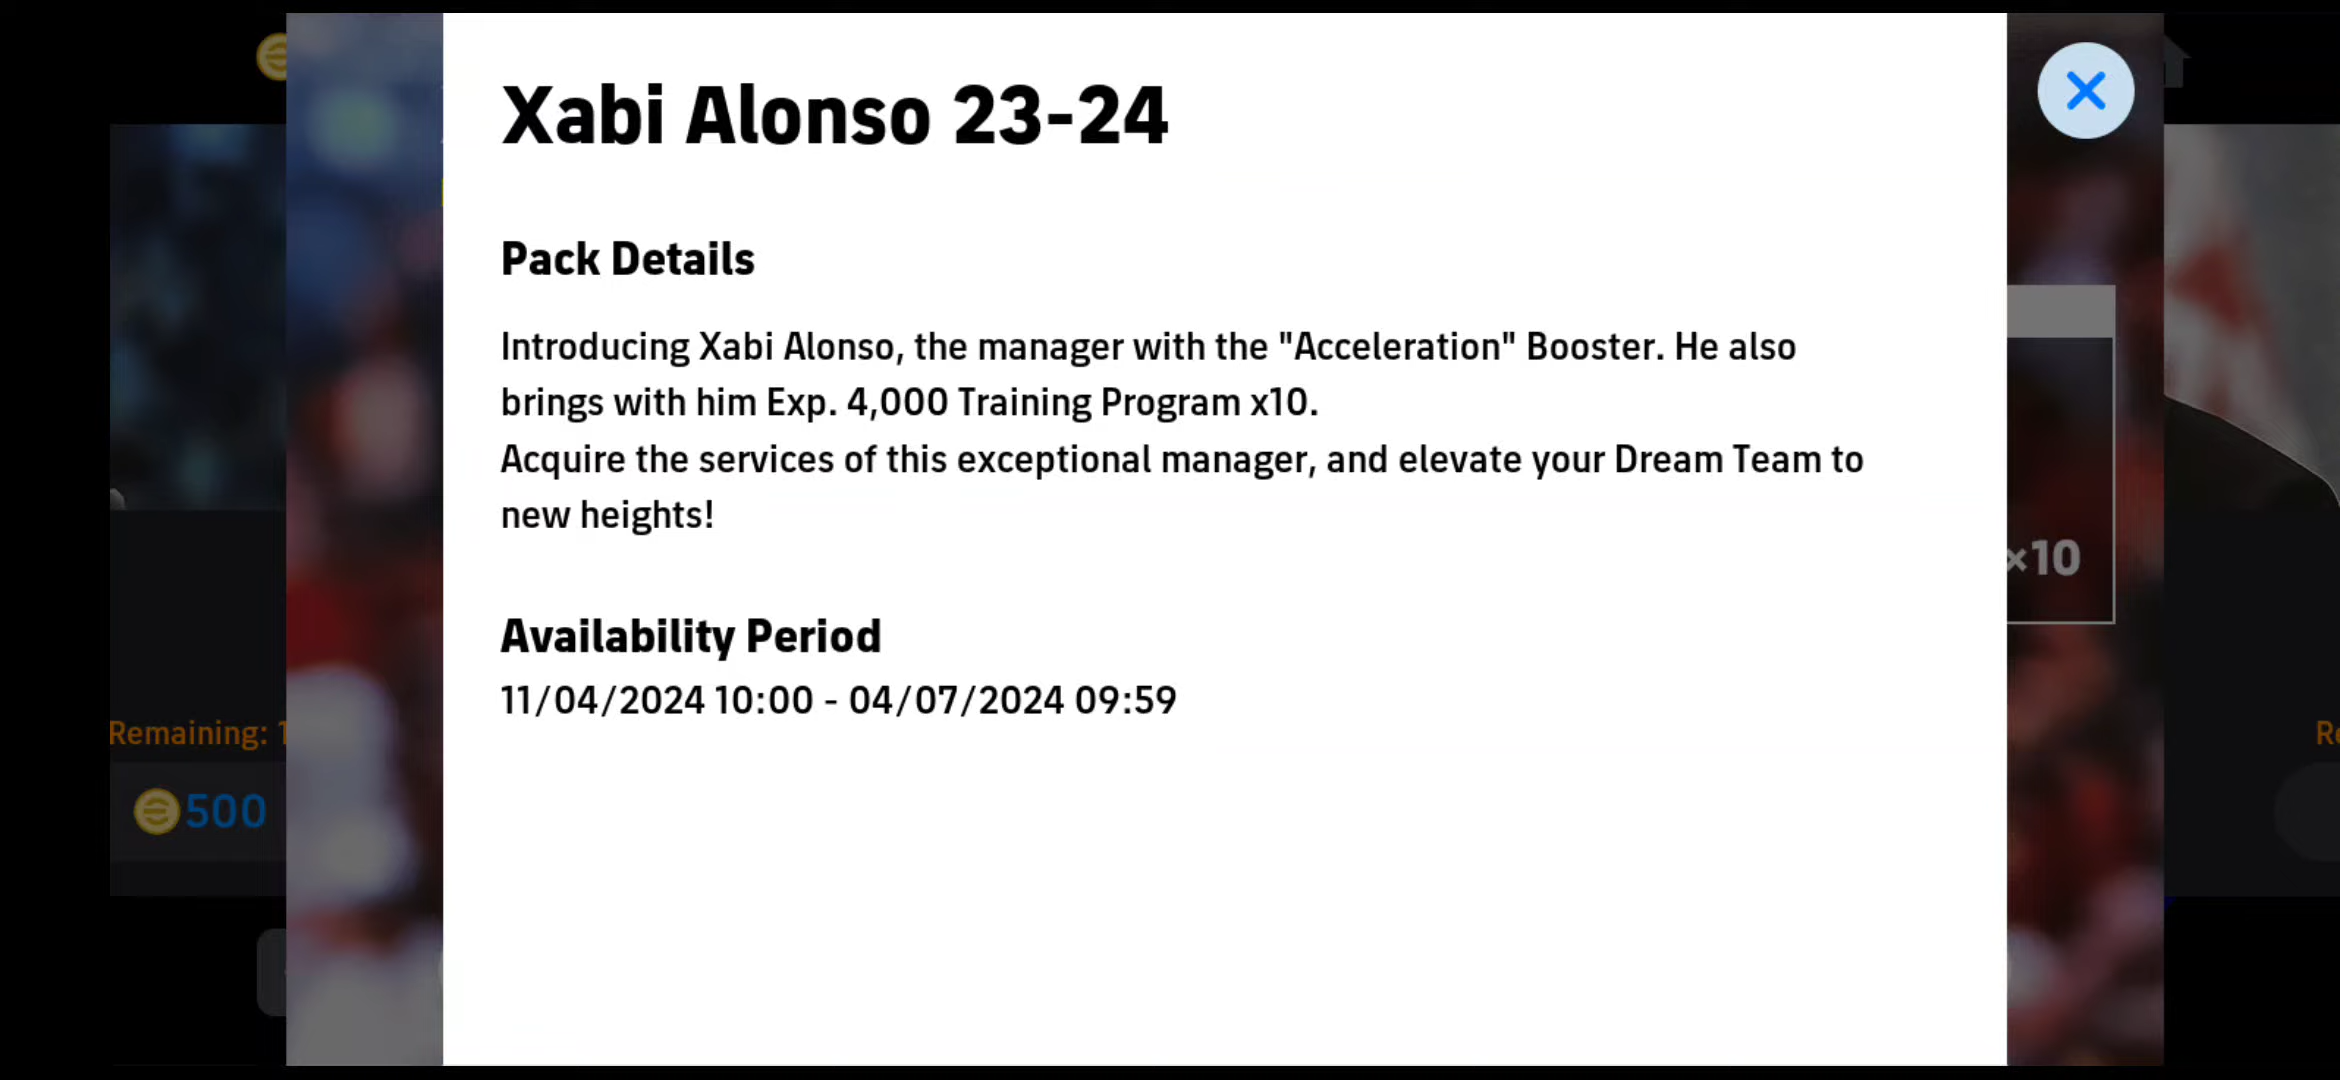 Xabi Alonso 23-24
Pack Details
Introducing Xabi Alonso, the manager with the "Acceleration" Booster. He also
brings with him Exp. 4,000 Training Program x10.
Acquire the services of this exceptional manager, and elevate your Dream Team to
new heights!
Availability Period
11/04/2024 10:00 - 04/07/2024 09:59
×10
Remaining: 1
500